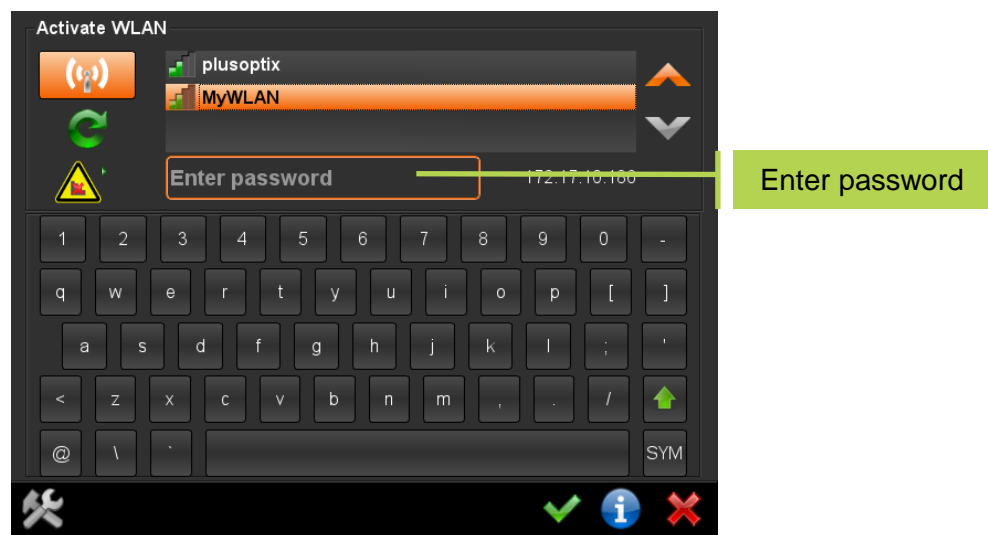 Activate WLAN
plusoptix
MyWLAN
Enter password 172.17.10.180
Enter password
1 2 3 4 5 6 7 8 9 0 -
q w e r t y u i o p [ ]
a s d f g h j k l ; '
< z x c v b n m , . / 
@ \ ` SYM